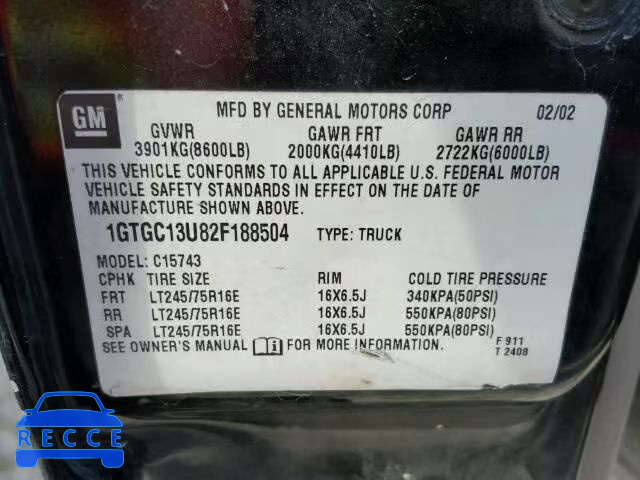 GM ® MFD BY GENERAL MOTORS CORP 02/02
GVWR GAWR FRT GAWR RR
3901KG(8600LB) 2000KG(4410LB) 2722KG(6000LB)
THIS VEHICLE CONFORMS TO ALL APPLICABLE U.S. FEDERAL MOTOR
VEHICLE SAFETY STANDARDS IN EFFECT ON THE DATE OF
MANUFACTURE SHOWN ABOVE.
1GTGC13U82F188504 TYPE: TRUCK
MODEL: C15743
CPHK TIRE SIZE RIM COLD TIRE PRESSURE
FRT LT245/75R16E 16X6.5J 340KPA(50PSI)
RR LT245/75R16E 16X6.5J 550KPA(80PSI)
SPA LT245/75R16E 16X6.5J 550KPA(80PSI)
SEE OWNER'S MANUAL i FOR MORE INFORMATION.
F 911
T 2408
RECCE